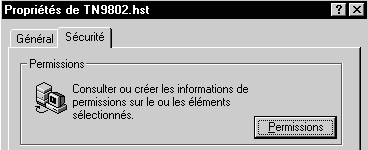 Propriétés de TN9802.hst
Général Sécurité
Permissions
Consulter ou créer les informations de
permissions sur le ou les éléments
sélectionnés.
Permissions